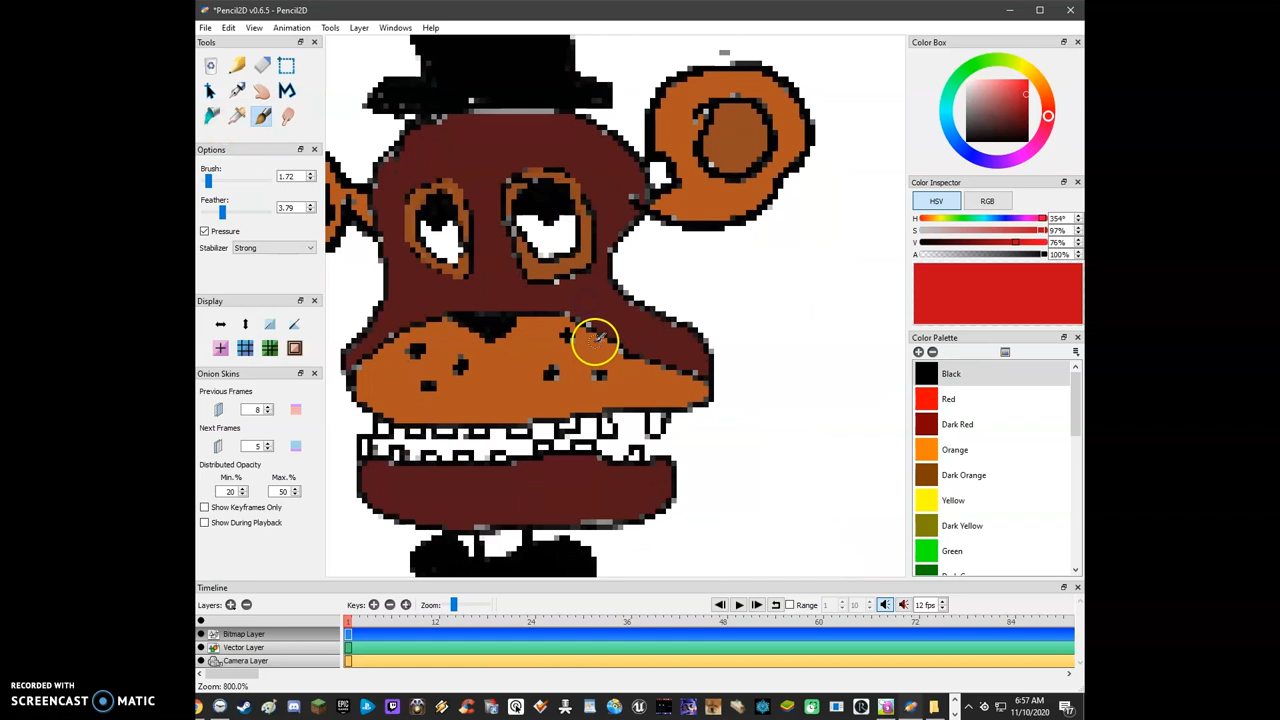 *Pencil2D v0.6.5 - Pencil2D
File Edit View Animation Tools Layer Windows Help
Tools
Options
Brush:
1.72
Feather:
3.79
Pressure
Stabilizer Strong
Display
Onion Skins
Previous Frames
8
Next Frames
5
Distributed Opacity
Min. % Max. %
20 50
Show Keyframes Only
Show During Playback
Color Box
Color Inspector
HSV RGB
H 354°
S 97%
V 76%
A 100%
Color Palette
Black
Red
Dark Red
Orange
Dark Orange
Yellow
Dark Yellow
Green
Timeline
Layers: Keys: Zoom: Range 1 10 12 fps
1 12 24 36 48 60 72 84
Bitmap Layer
Vector Layer
Camera Layer
Zoom: 800.0%
RECORDED WITH
SCREENCAST MATIC
6:57 AM
11/10/2020
17